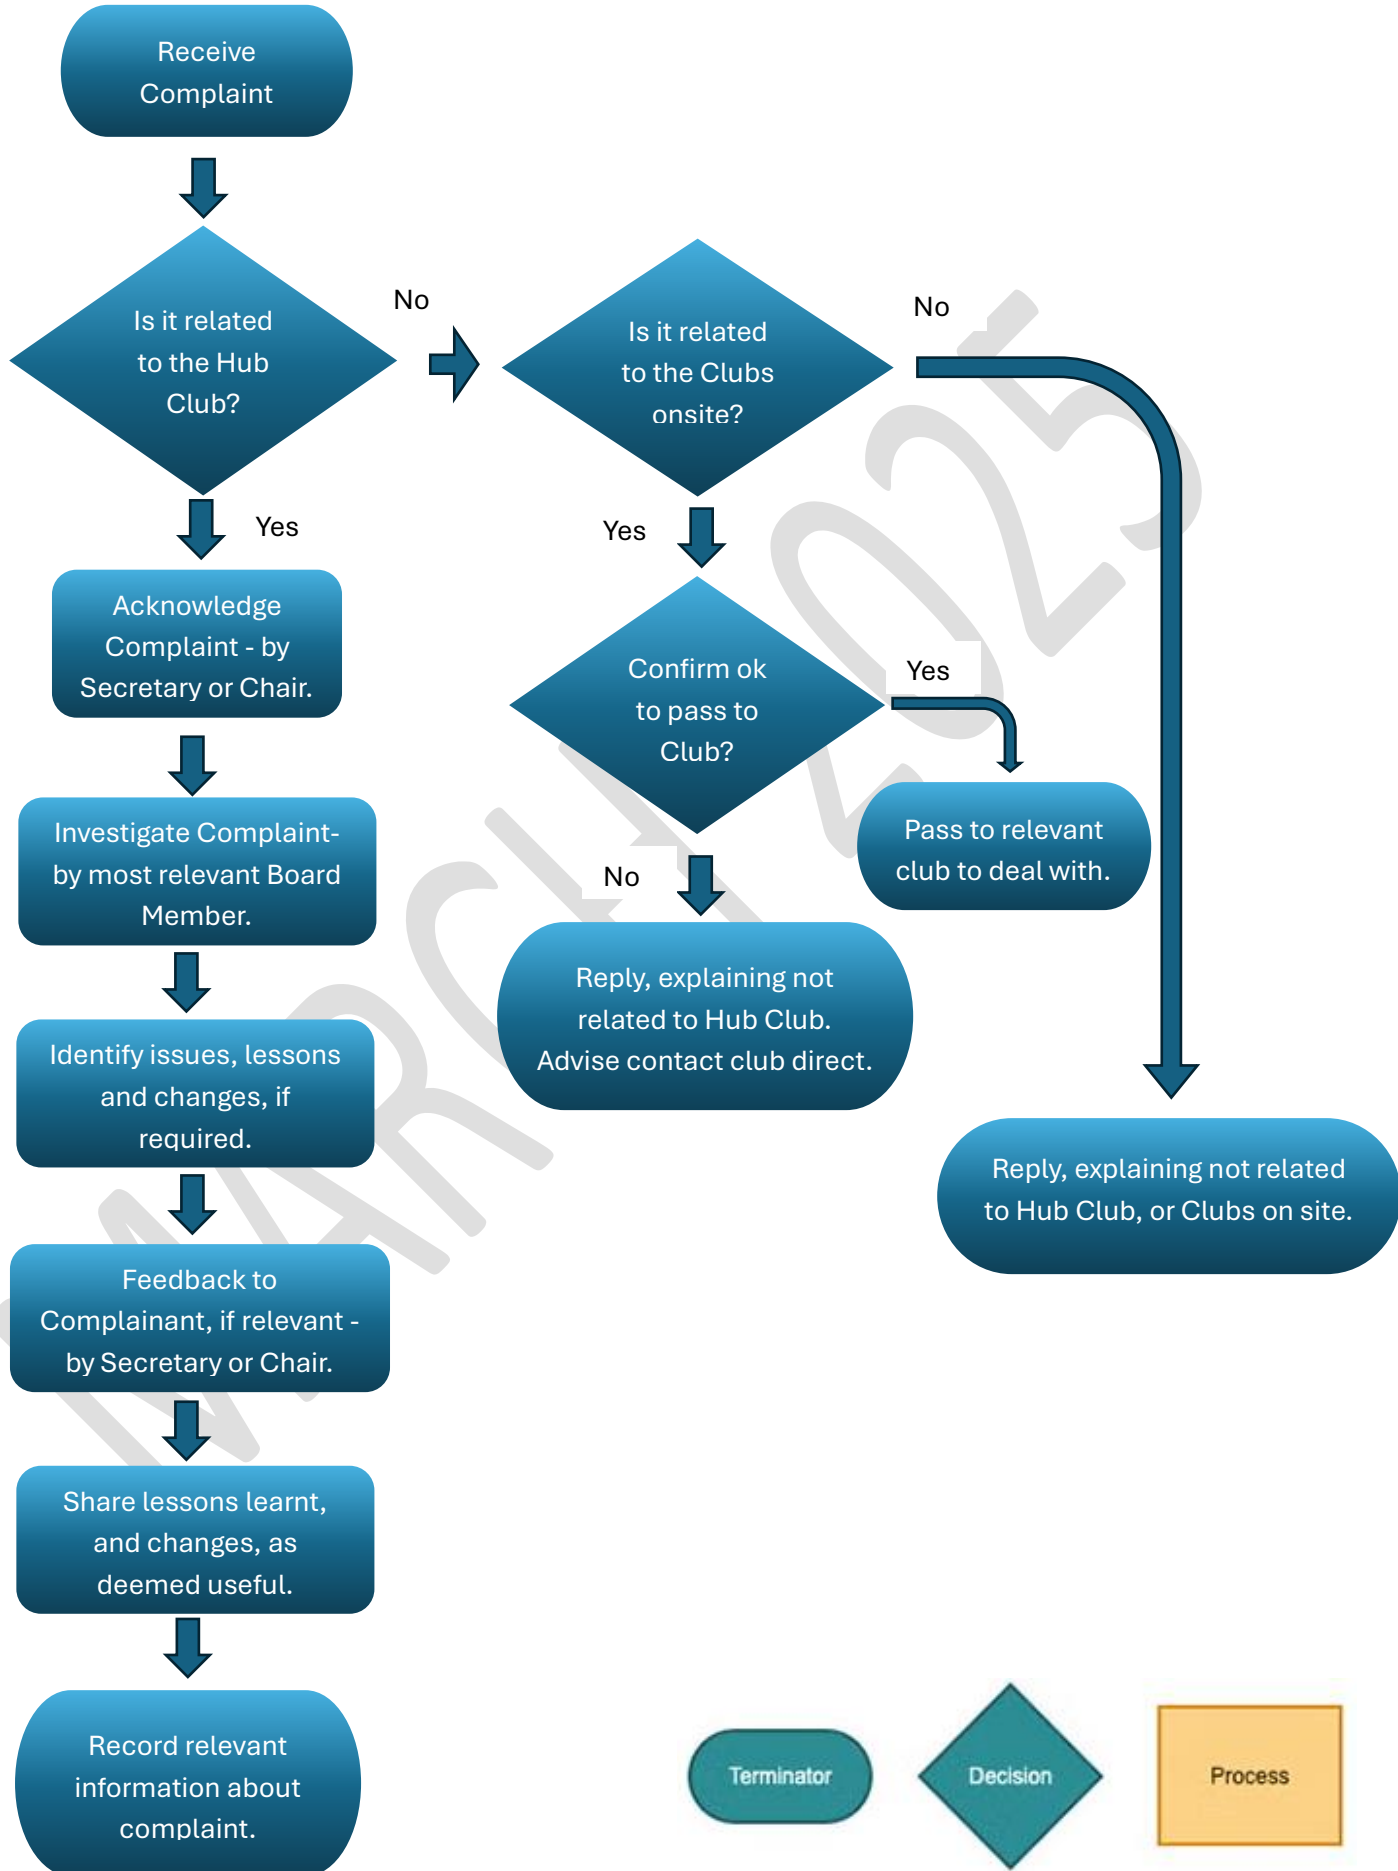 Receive
Complaint
Is it related
to the Hub
Club?
No
Is it related
to the Clubs
onsite?
No
Yes
Acknowledge
Complaint - by
Secretary or Chair.
Yes
Confirm ok
to pass to
Club?
Yes
Pass to relevant
club to deal with.
No
Reply, explaining not
related to Hub Club.
Advise contact club direct.
Reply, explaining not related
to Hub Club, or Clubs on site.
Investigate Complaint-
by most relevant Board
Member.
Identify issues, lessons
and changes, if
required.
Feedback to
Complainant, if relevant -
by Secretary or Chair.
Share lessons learnt,
and changes, as
deemed useful.
Record relevant
information about
complaint.
Terminator
Decision
Process
MARCH 2025